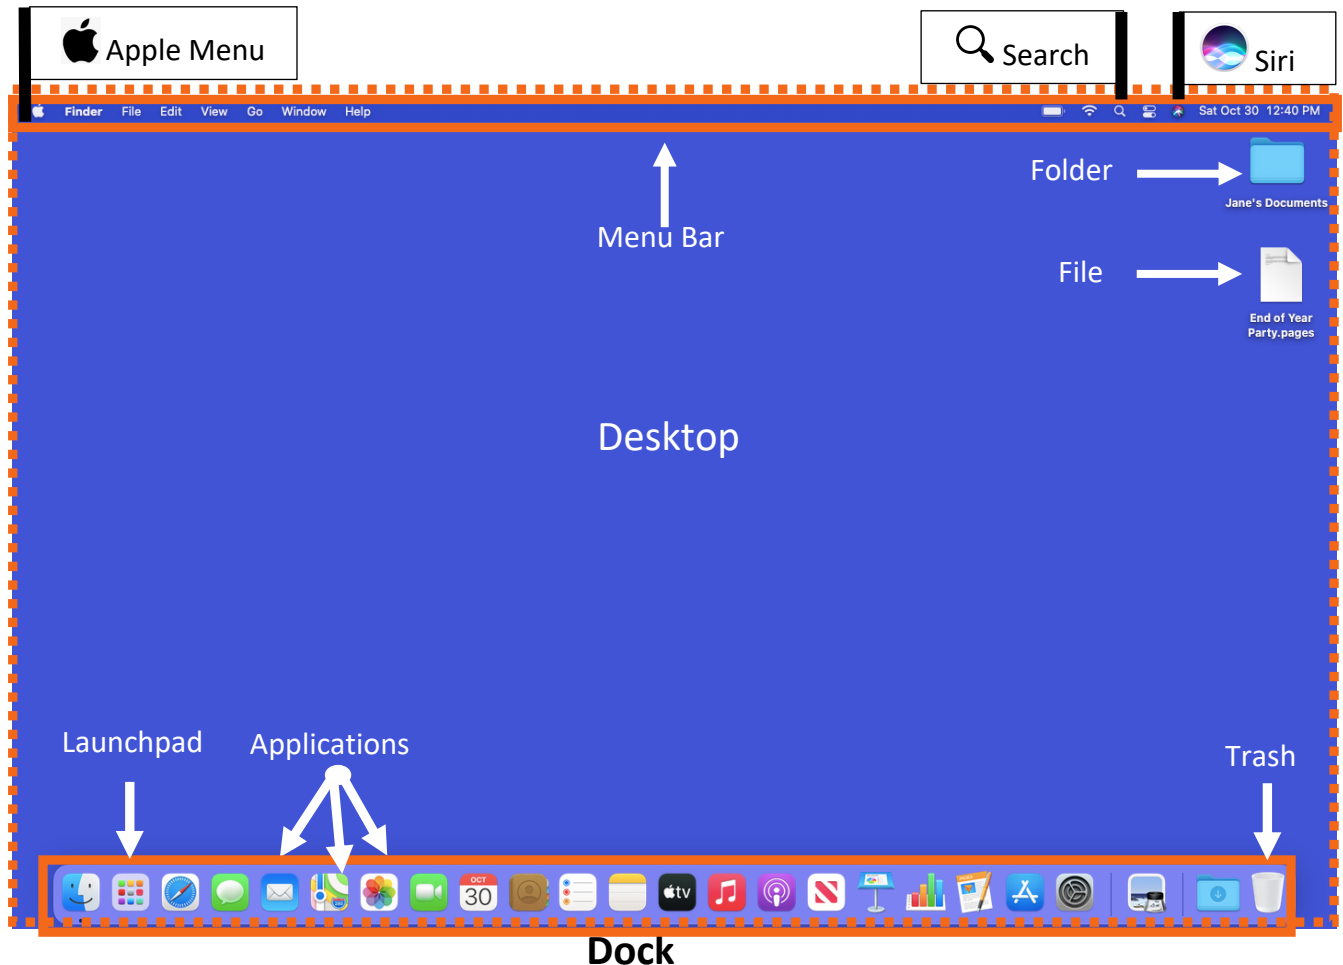 Apple Menu
Search
Siri
Finder File Edit View Go Window Help
Sat Oct 30 12:40 PM
Folder
Jane's Documents
Menu Bar
File
End of Year
Party.pages
Desktop
Launchpad
Applications
Trash
OCT
30
tv
Dock